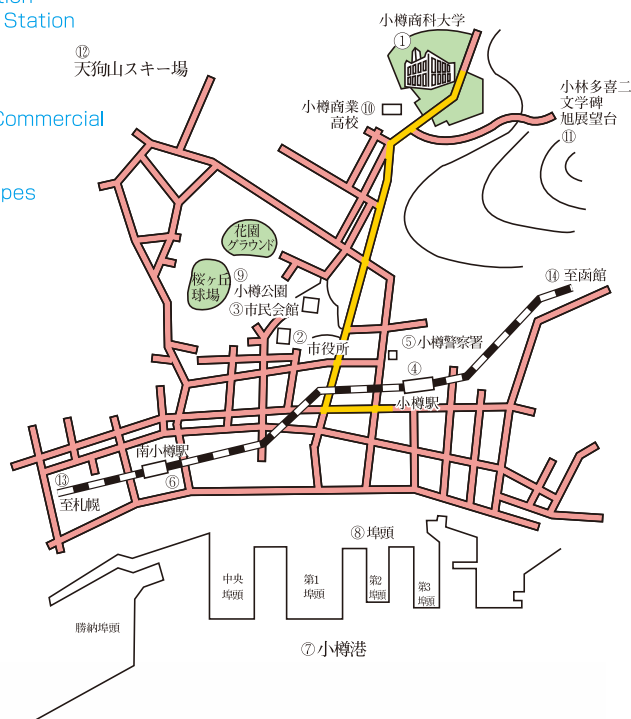 Station
小樽商科大学
①
⑫
天狗山スキー場
小林多喜二
文学碑
旭展望台
⑪
Commercial
小樽商業⑩
高校
花園
グラウンド
桜ヶ丘
球場
⑨
小樽公園
③市民会館
②
市役所
⑤小樽警察署
④
小樽駅
⑭至函館
南小樽駅
⑥
⑬
至札幌
⑧埠頭
中央
埠頭
第1
埠頭
第2
埠頭
第3
埠頭
勝納埠頭
⑦小樽港